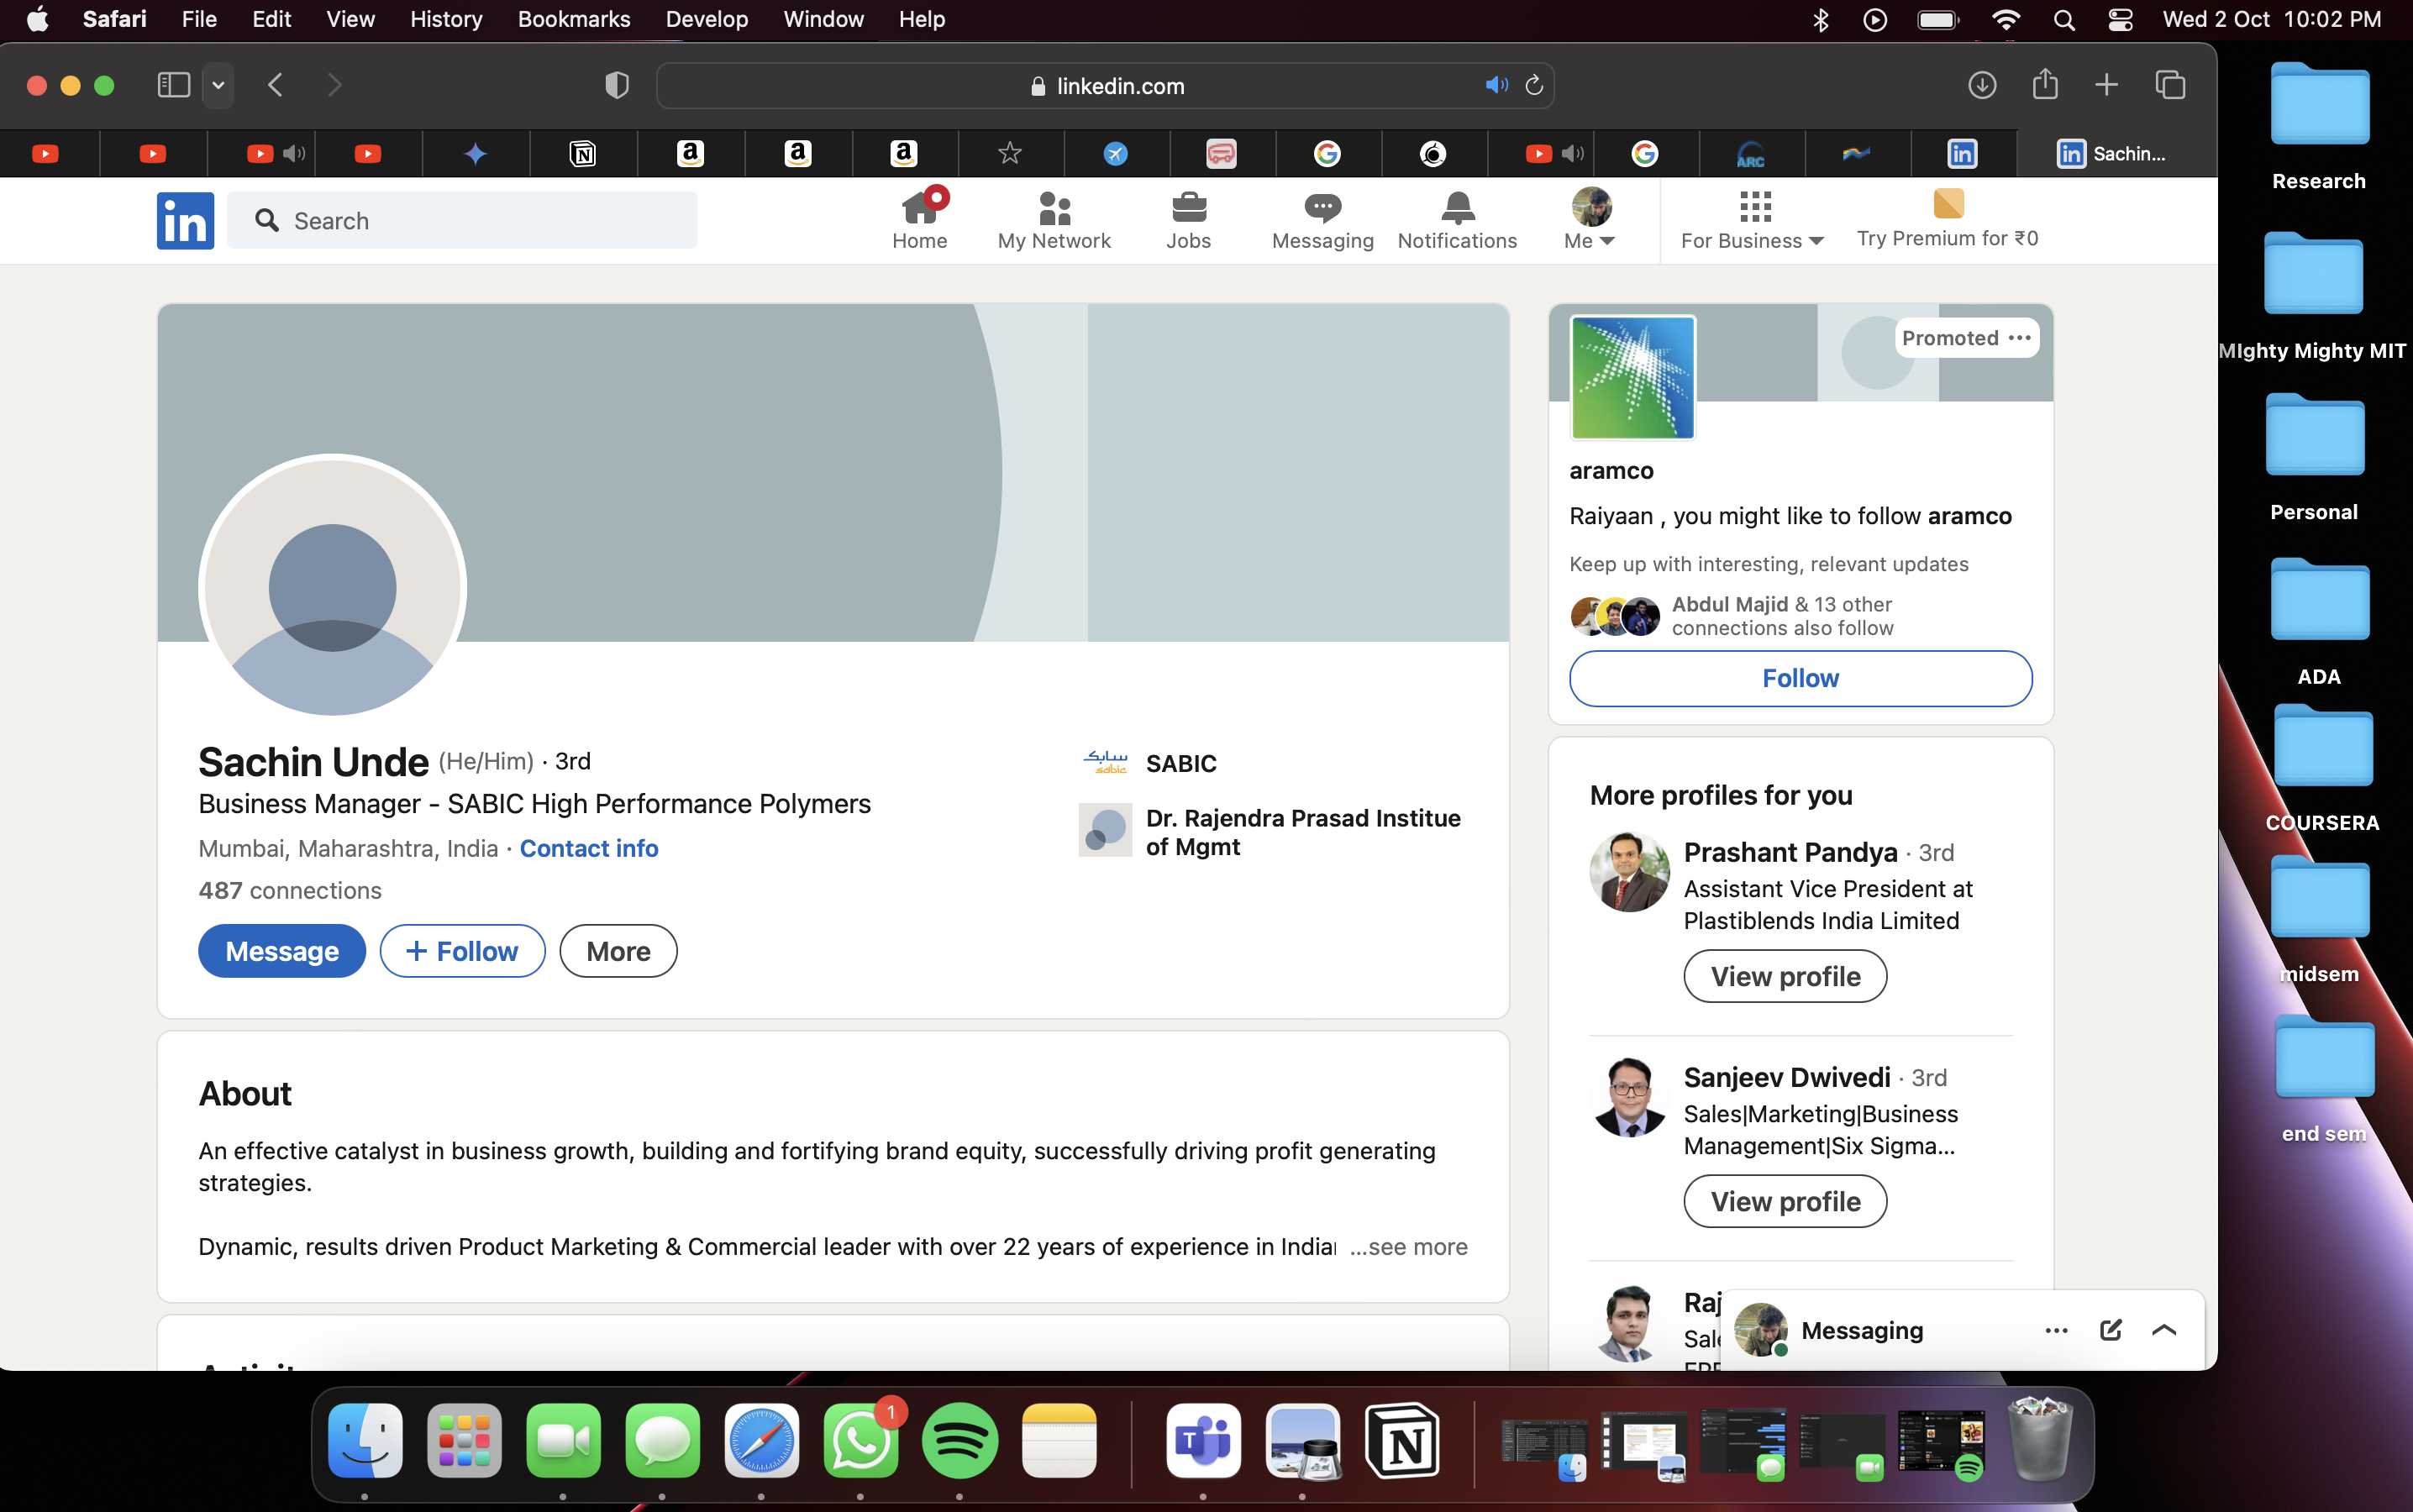 Safari File Edit View History Bookmarks Develop Window Help Wed 2 Oct 10:02 PM
linkedin.com
Sachin...
in Search
Home My Network Jobs Messaging Notifications Me For Business Try Premium for ₹0
Sachin Unde (He/Him) · 3rd
Business Manager - SABIC High Performance Polymers
Mumbai, Maharashtra, India · Contact info
487 connections
Message + Follow More
سابك
sabic
SABIC
Dr. Rajendra Prasad Institue
of Mgmt
About
An effective catalyst in business growth, building and fortifying brand equity, successfully driving profit generating
strategies.
Dynamic, results driven Product Marketing & Commercial leader with over 22 years of experience in Indian ...see more
Promoted
aramco
Raiyaan , you might like to follow aramco
Keep up with interesting, relevant updates
Abdul Majid & 13 other
connections also follow
Follow
More profiles for you
Prashant Pandya · 3rd
Assistant Vice President at
Plastiblends India Limited
View profile
Sanjeev Dwivedi · 3rd
Sales|Marketing|Business
Management|Six Sigma...
View profile
Messaging
Research
MIghty Mighty MIT
Personal
ADA
COURSERA
midsem
end sem
ARC
1